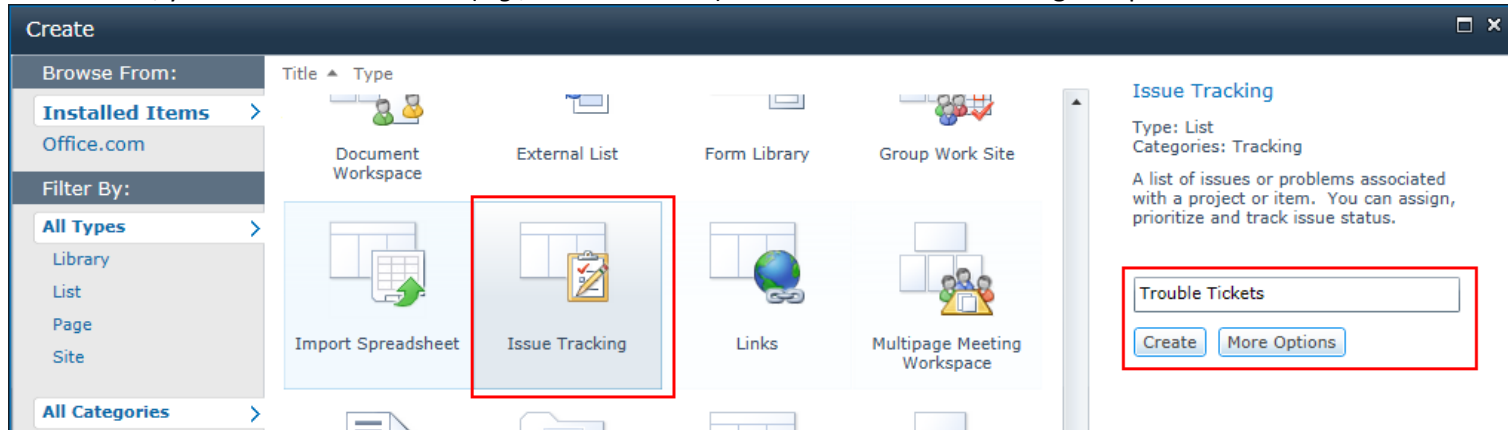 Create
Browse From:
Installed Items
Office.com
Filter By:
All Types
Library
List
Page
Site
All Categories
Title Type
Document Workspace
External List
Form Library
Group Work Site
Import Spreadsheet
Issue Tracking
Links
Multipage Meeting Workspace
Issue Tracking
Type: List
Categories: Tracking
A list of issues or problems associated
with a project or item. You can assign,
prioritize and track issue status.
Trouble Tickets
Create More Options